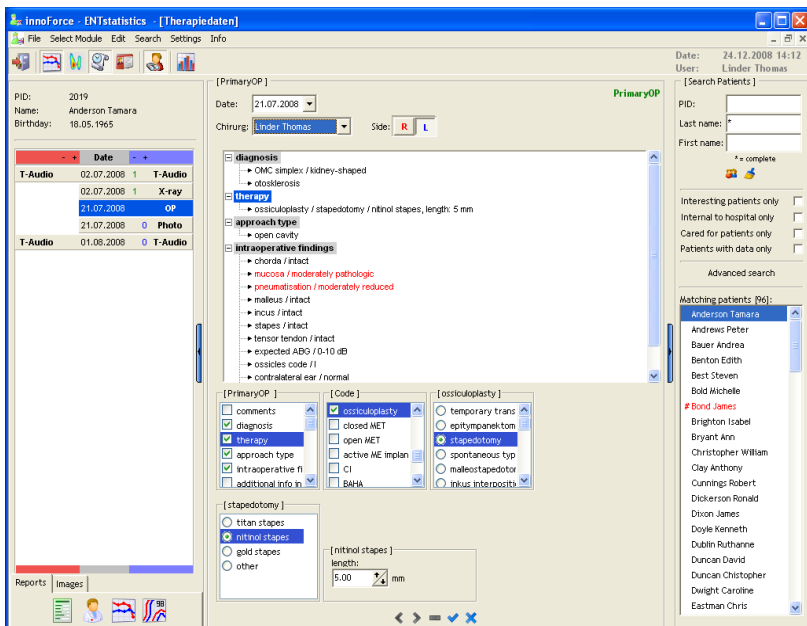 innoForce - ENTstatistics - [Therapiedaten]
File Select Module Edit Search Settings Info
Date: 24.12.2008 14:12
User: Linder Thomas
PID: 2019
Name: Anderson Tamara
Birthday: 18.05.1965
- + Date - +
T-Audio 02.07.2008 1 T-Audio
02.07.2008 1 X-ray
21.07.2008 OP
21.07.2008 0 Photo
T-Audio 01.08.2008 0 T-Audio
Reports Images
98
[PrimaryOP]
Date: 21.07.2008
PrimaryOP
Chirurg: Linder Thomas Side: R L
diagnosis
OMC simplex / kidney-shaped
otosklerosis
therapy
ossiculoplasty / stapedotomy / nitinol stapes, length: 5 mm
approach type
open cavity
intraoperative findings
chorda / intact
mucosa / moderately pathologic
pneumatisation / moderately reduced
malleus / intact
incus / intact
stapes / intact
tensor tendon / intact
expected ABG / 0-10 dB
ossicles code / I
contralateral ear / normal
[PrimaryOP]
comments
diagnosis
therapy
approach type
intraoperative fi
additional info in
[Code]
ossiculoplasty
closed MET
open MET
active ME implan
CI
BAHA
[ossiculoplasty]
temporary trans
epitympanektom
stapedotomy
spontaneous typ
malleostapedotor
inkus interpositi
[stapedotomy]
titan stapes
nitinol stapes
gold stapes
other
[nitinol stapes]
length:
5.00 mm
[Search Patients]
PID:
Last name: *
First name:
* = complete
Interesting patients only
Internal to hospital only
Cared for patients only
Patients with data only
Advanced search
Matching patients [96]:
Anderson Tamara
Andrews Peter
Bauer Andrea
Benton Edith
Best Steven
Bold Michelle
# Bond James
Brighton Isabel
Bryant Ann
Christopher William
Clay Anthony
Cunnings Robert
Dickerson Ronald
Dixon James
Doyle Kenneth
Dublin Ruthanne
Duncan David
Duncan Chistopher
Dwight Caroline
Eastman Chris